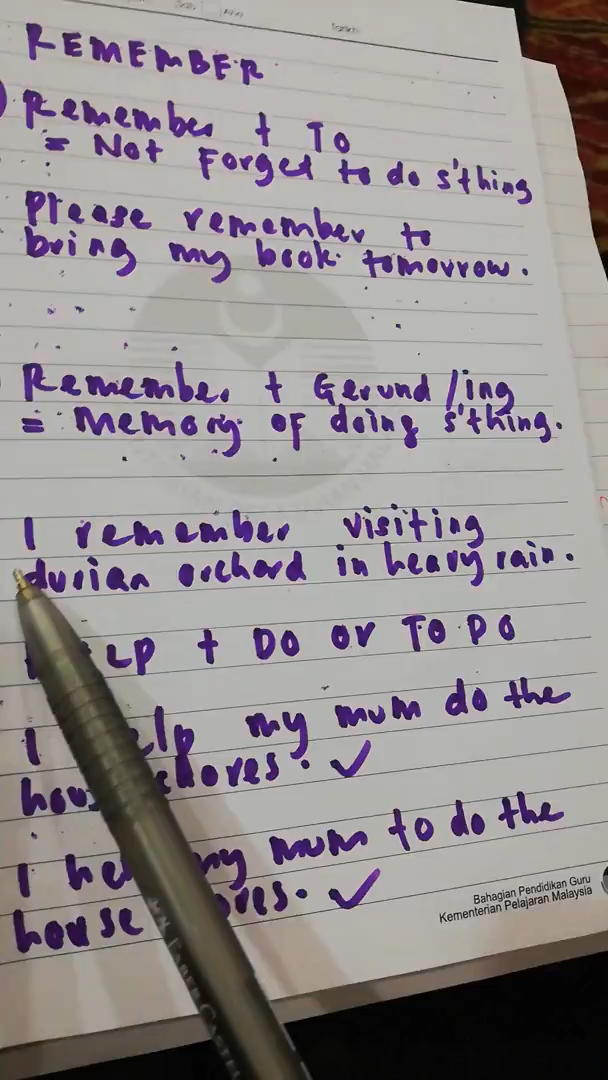 REMEMBER
Remember + To
= Not Forget to do s'thing
Please remember to
bring my book tomorrow.
Remember + Gerund /ing
= Memory of doing s'thing.
I remember visiting
durian orchard in heavy rain.
LP + DO or TO DO
I my mum do the
. ✓
I my mum to do the
house . ✓
Bahagian Pendidikan Guru
Kementerian Pelajaran Malaysia